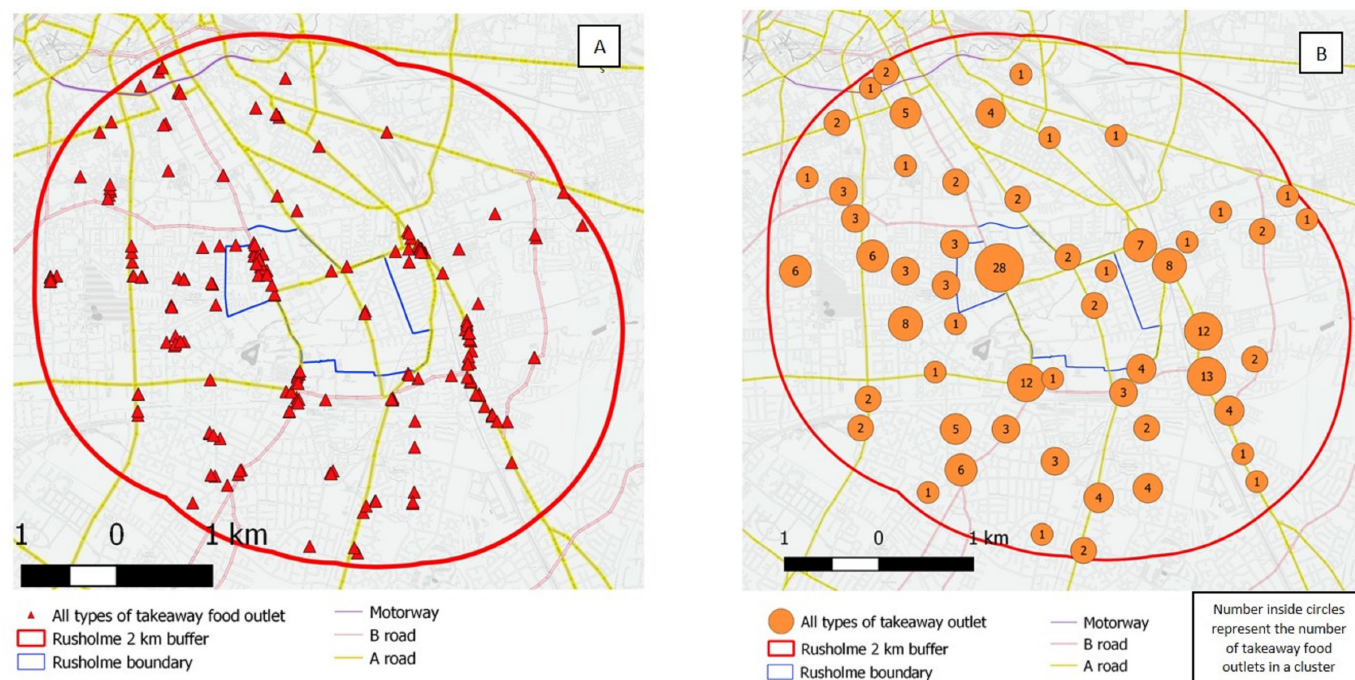 A
s
1 0 1 km
All types of takeaway food outlet
Rusholme 2 km buffer
Rusholme boundary
Motorway
B road
A road
B
2
1
1
5
4
2
1
1
1
2
3
1
2
3
1
1
2
3
7
1
6
3
28
2
8
6
3
1
2
8
1
12
2
1
12
1
4
13
3
2
4
2
5
3
2
1
6
3
1
1
4
4
1
2
1 0 1 km
All types of takeaway outlet
Rusholme 2 km buffer
Rusholme boundary
Motorway
B road
A road
Number inside circles
represent the number
of takeaway food
outlets in a cluster